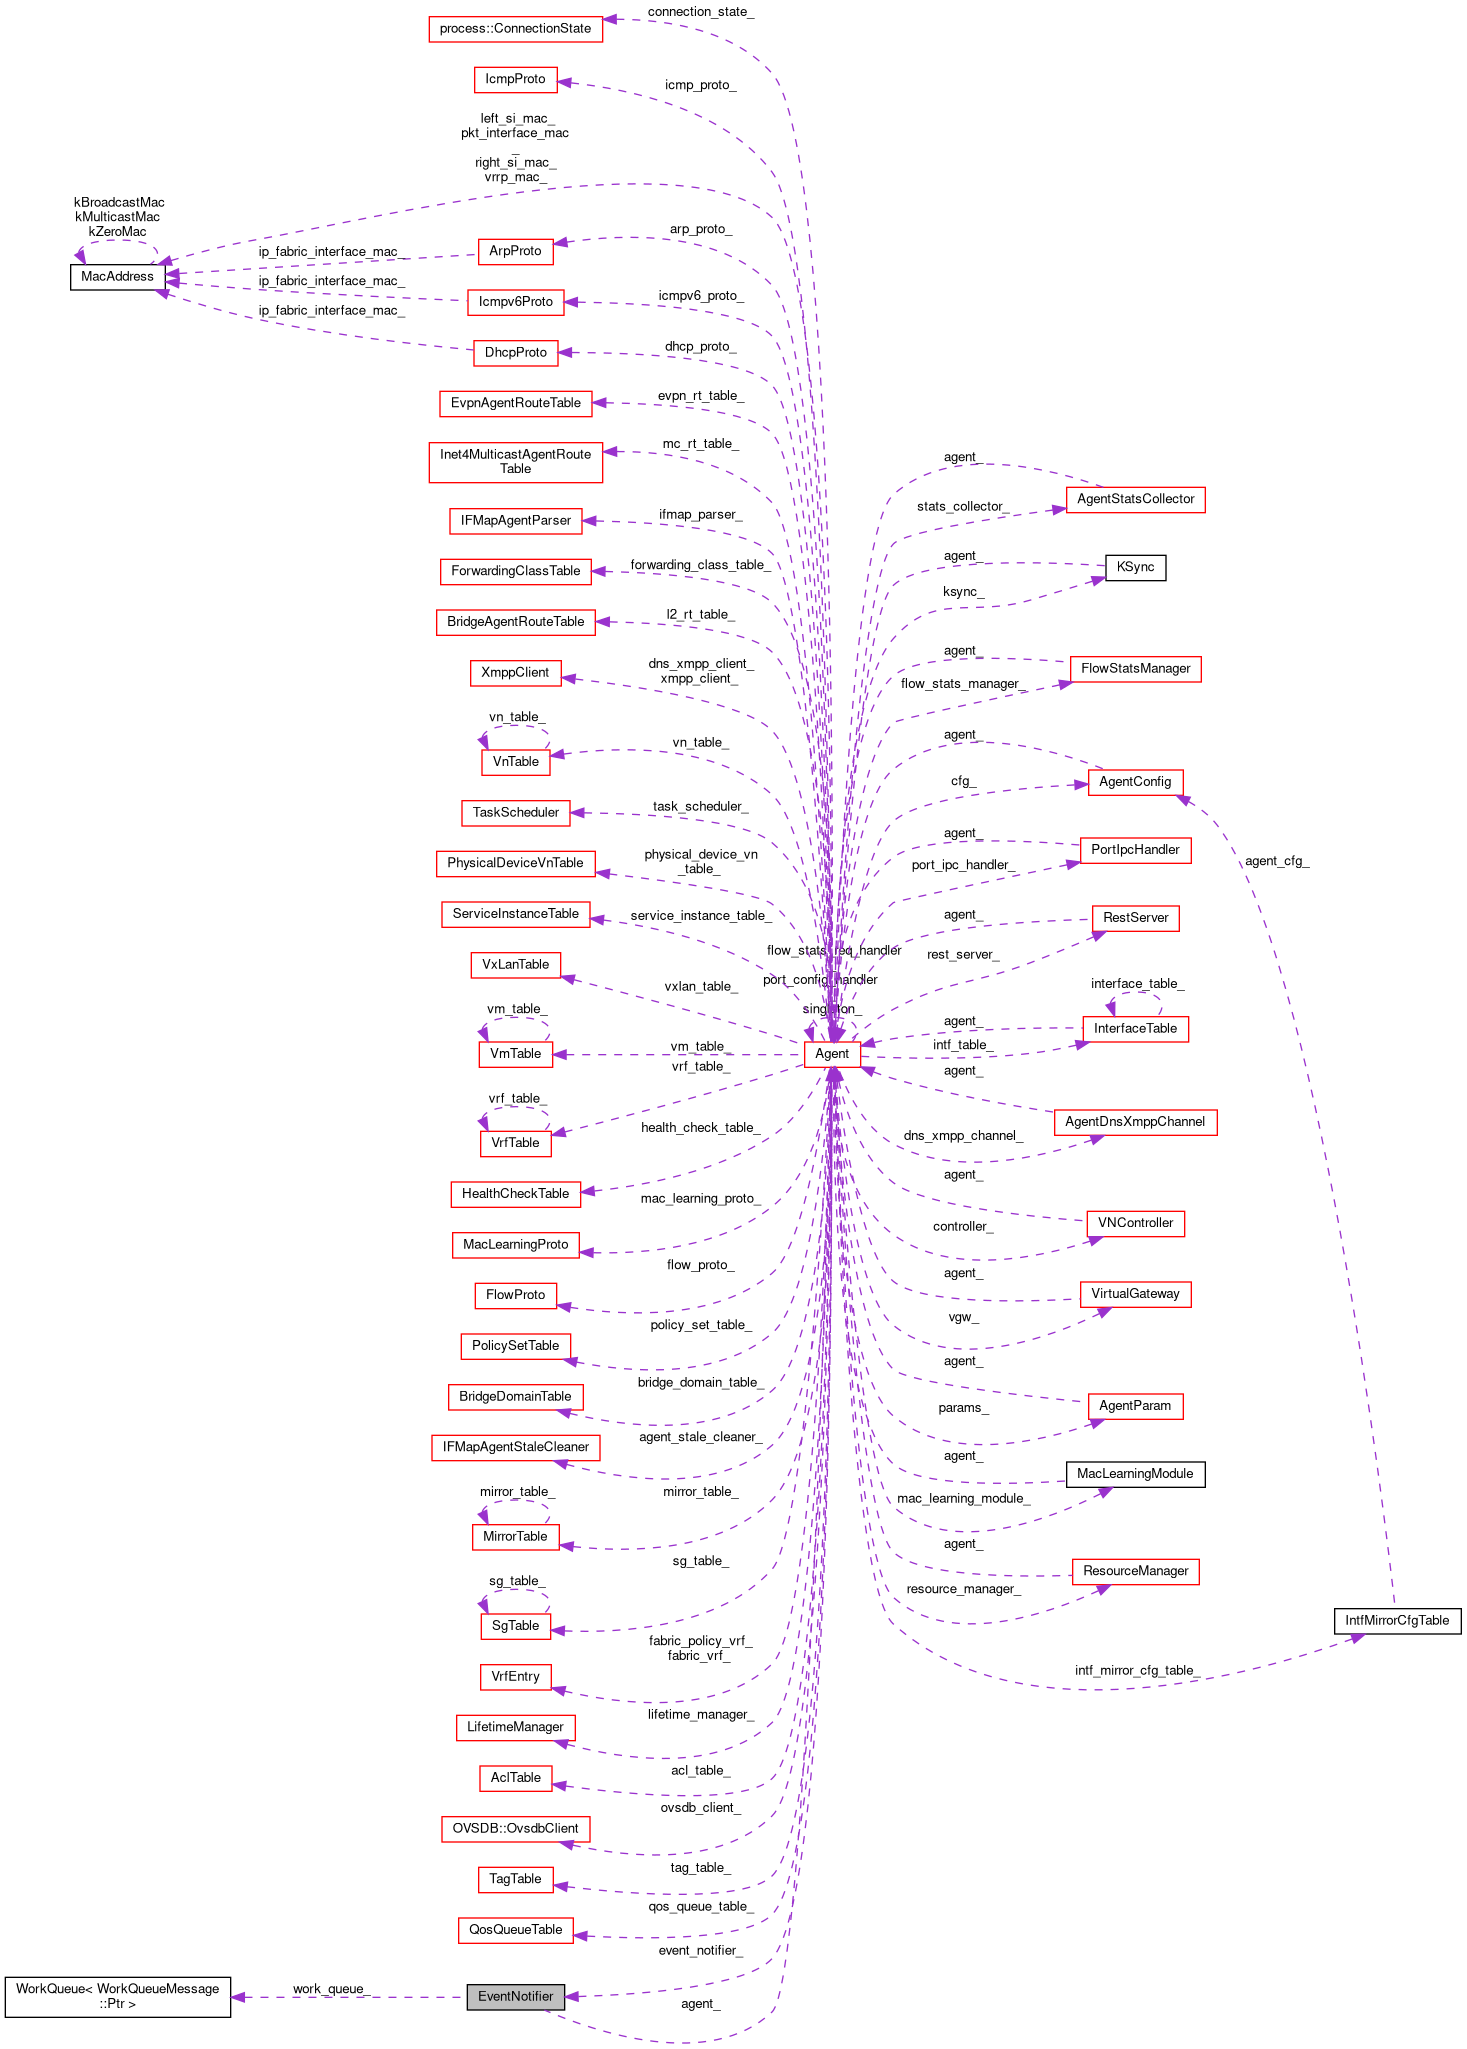 connection_state_
process::ConnectionState
IcmpProto
icmp_proto_
left_si_mac_
pkt_interface_mac
_
right_si_mac_
vrrp_mac_
kBroadcastMac
kMulticastMac
kZeroMac
MacAddress
ip_fabric_interface_mac_
ArpProto
arp_proto_
ip_fabric_interface_mac_
Icmpv6Proto
icmpv6_proto_
ip_fabric_interface_mac_
DhcpProto
dhcp_proto_
EvpnAgentRouteTable
evpn_rt_table_
Inet4MulticastAgentRoute
Table
mc_rt_table_
IFMapAgentParser
ifmap_parser_
ForwardingClassTable
forwarding_class_table_
BridgeAgentRouteTable
l2_rt_table_
XmppClient
dns_xmpp_client_
xmpp_client_
vn_table_
VnTable
vn_table_
TaskScheduler
task_scheduler_
PhysicalDeviceVnTable
physical_device_vn
_table_
ServiceInstanceTable
service_instance_table_
VxLanTable
vxlan_table_
vm_table_
VmTable
vm_table_
vrf_table_
vrf_table_
VrfTable
HealthCheckTable
health_check_table_
MacLearningProto
mac_learning_proto_
FlowProto
flow_proto_
PolicySetTable
policy_set_table_
BridgeDomainTable
bridge_domain_table_
IFMapAgentStaleCleaner
agent_stale_cleaner_
mirror_table_
MirrorTable
mirror_table_
sg_table_
sg_table_
SgTable
VrfEntry
fabric_policy_vrf_
fabric_vrf_
LifetimeManager
lifetime_manager_
AclTable
acl_table_
OVSDB::OvsdbClient
ovsdb_client_
TagTable
tag_table_
QosQueueTable
qos_queue_table_
event_notifier_
WorkQueue< WorkQueueMessage
::Ptr >
work_queue_
EventNotifier
agent_
flow_stats_req_handler
port_config_handler
singleton_
Agent
agent_
AgentStatsCollector
stats_collector_
agent_
KSync
ksync_
agent_
FlowStatsManager
flow_stats_manager_
agent_
AgentConfig
cfg_
agent_
PortIpcHandler
port_ipc_handler_
agent_cfg_
agent_
RestServer
rest_server_
interface_table_
agent_
InterfaceTable
intf_table_
agent_
AgentDnsXmppChannel
dns_xmpp_channel_
agent_
VNController
controller_
agent_
VirtualGateway
vgw_
agent_
AgentParam
params_
agent_
MacLearningModule
mac_learning_module_
agent_
ResourceManager
resource_manager_
IntfMirrorCfgTable
intf_mirror_cfg_table_